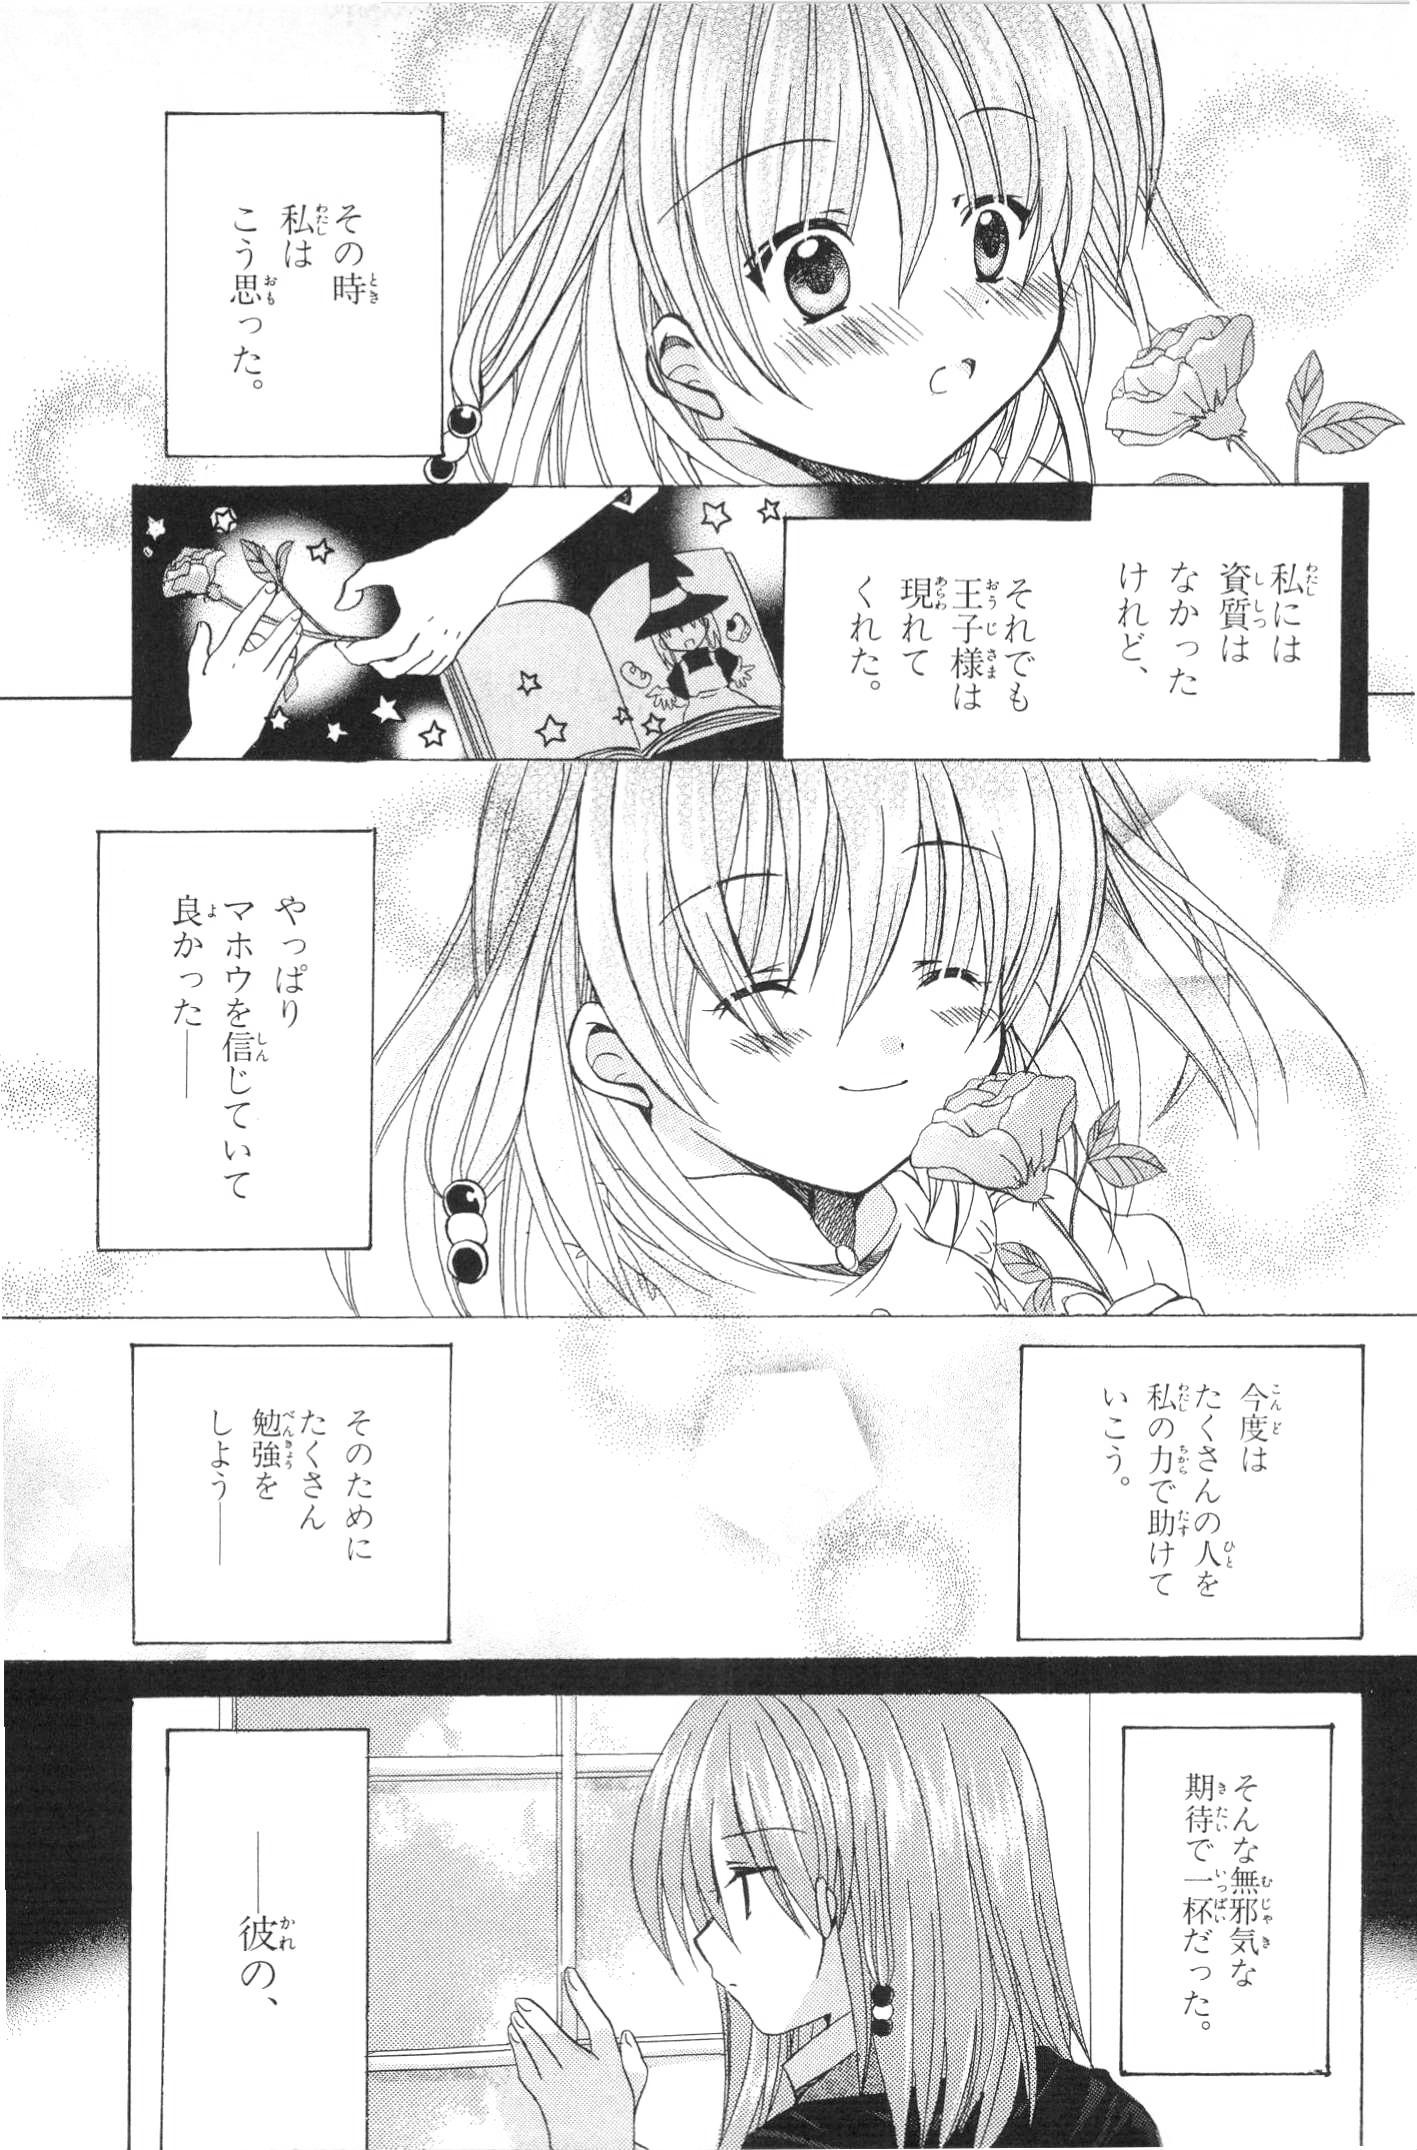 その時
私は
こう思った。
私には
資質は
なかった
けれど、
それでも
王子様は
現れて
くれた。
やっぱり
マホウを信じていて
良かった――
今度は
たくさんの人を
私の力で助けて
いこう。
そのために
たくさん
勉強を
しよう――
そんな無邪気な
期待で一杯だった。
――彼の、